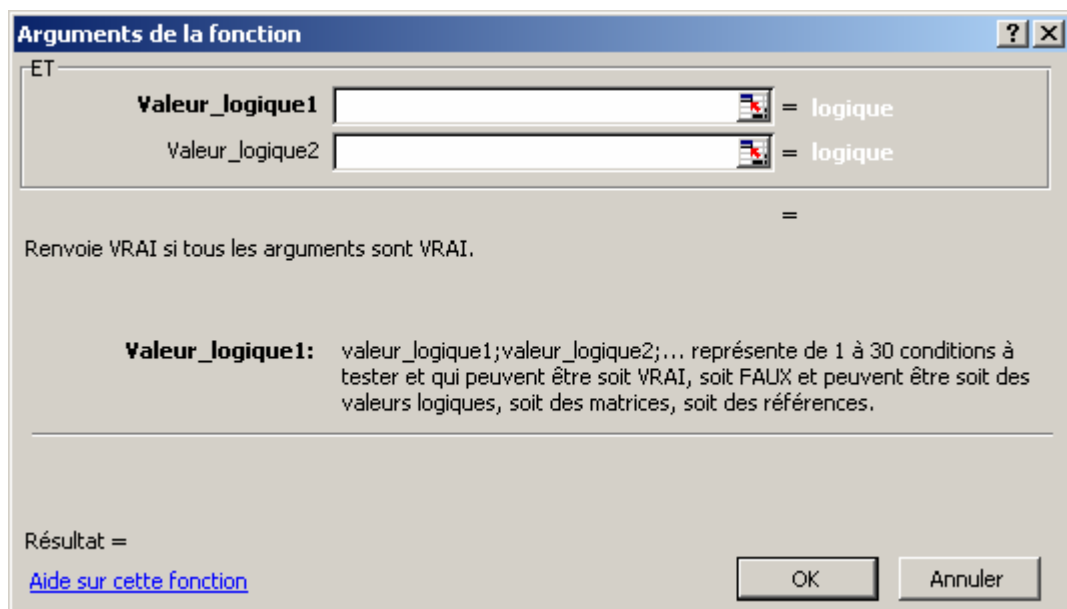 Arguments de la fonction
ET
Valeur_logique1 = logique
Valeur_logique2 = logique
=
Renvoie VRAI si tous les arguments sont VRAI.
Valeur_logique1: valeur_logique1;valeur_logique2;... représente de 1 à 30 conditions à
tester et qui peuvent être soit VRAI, soit FAUX et peuvent être soit des
valeurs logiques, soit des matrices, soit des références.
Résultat =
Aide sur cette fonction
OK Annuler